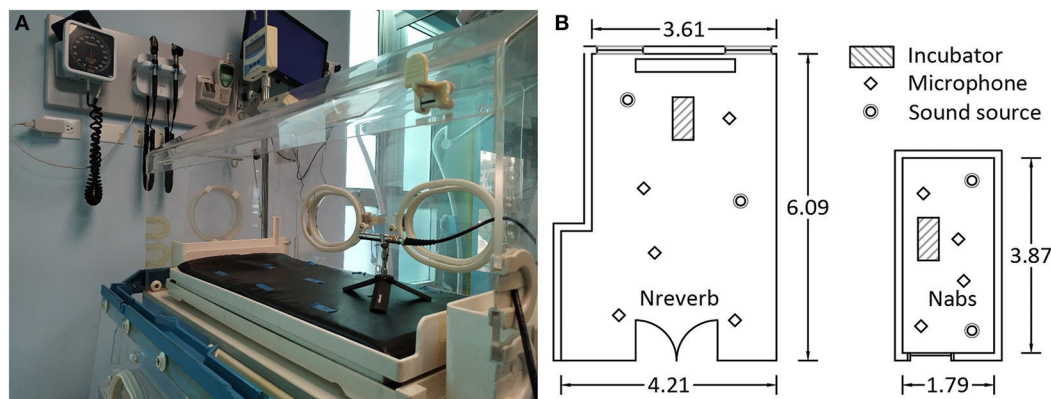 A
B
3.61
Incubator
Microphone
Sound source
6.09
3.87
Nreverb
Nabs
4.21
1.79